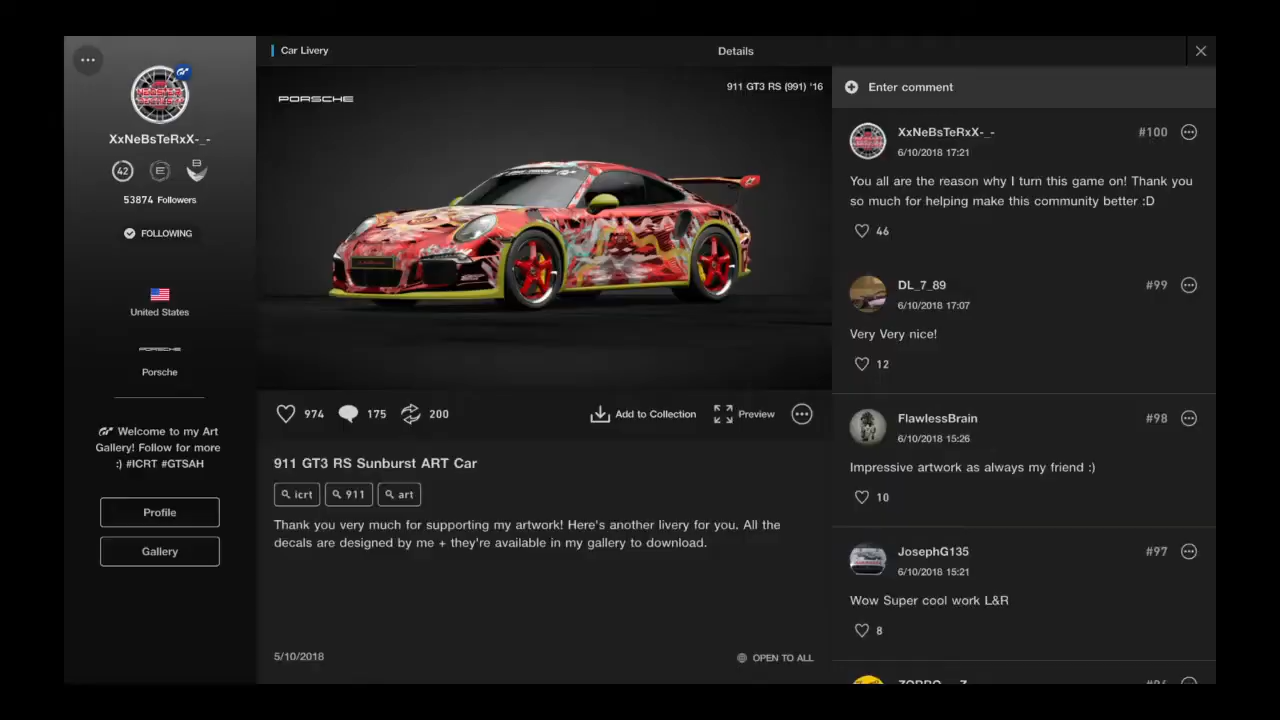 XxNeBsTeRxX-_-
42
E
B
53874 Followers
FOLLOWING
United States
PORSCHE
Porsche
Welcome to my Art
Gallery! Follow for more
:) #ICRT #GTSAH
Profile
Gallery
Car Livery
Details
PORSCHE
911 GT3 RS (991) '16
974
175
200
Add to Collection
Preview
911 GT3 RS Sunburst ART Car
icrt
911
art
Thank you very much for supporting my artwork! Here's another livery for you. All the
decals are designed by me + they're available in my gallery to download.
5/10/2018
OPEN TO ALL
Enter comment
XxNeBsTeRxX-_-
#100
6/10/2018 17:21
You all are the reason why I turn this game on! Thank you
so much for helping make this community better :D
46
DL_7_89
#99
6/10/2018 17:07
Very Very nice!
12
FlawlessBrain
#98
6/10/2018 15:26
Impressive artwork as always my friend :)
10
JosephG135
#97
6/10/2018 15:21
Wow Super cool work L&R
8